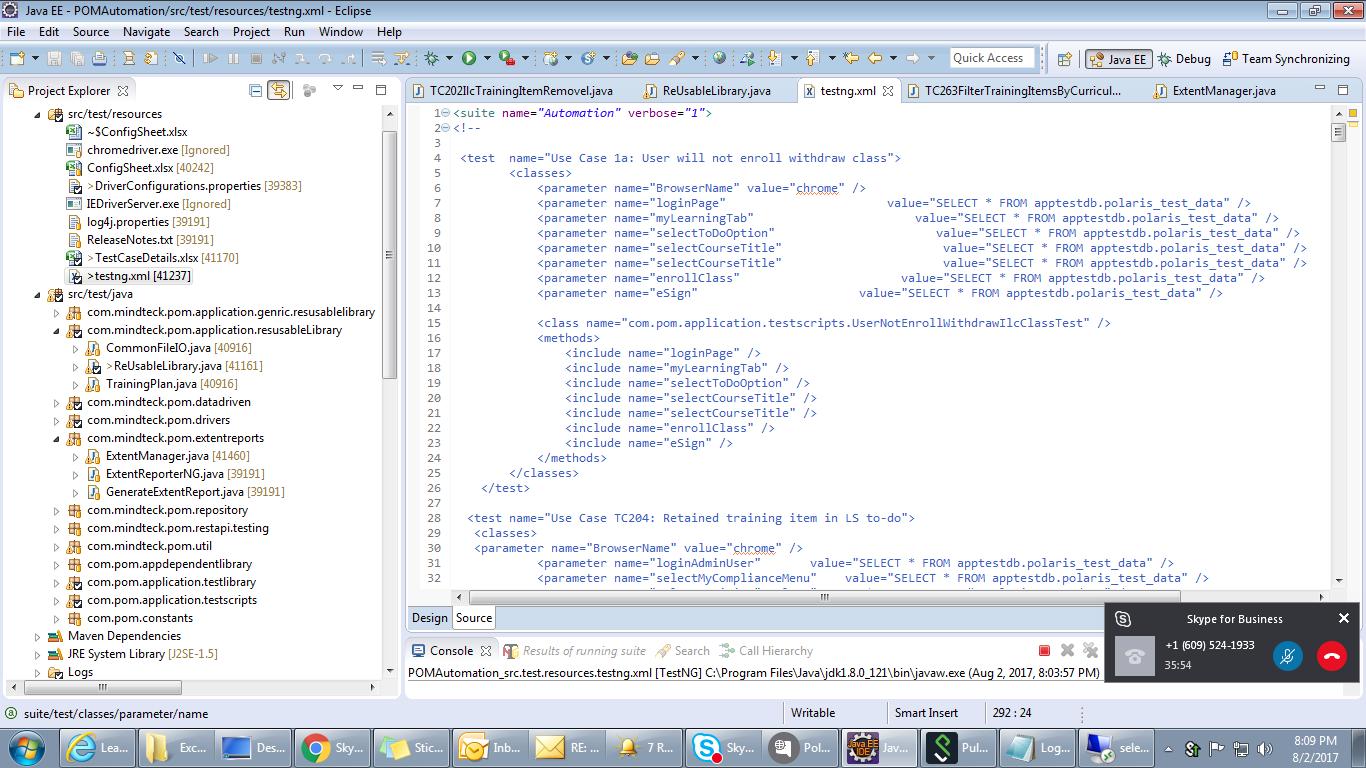 Java EE - POMAutomation/src/test/resources/testng.xml - Eclipse
File Edit Source Navigate Search Project Run Window Help
Quick Access
Java EE
Debug
Team Synchronizing
Project Explorer
src/test/resources
~$ConfigSheet.xlsx
chromedriver.exe [Ignored]
ConfigSheet.xlsx [40242]
>DriverConfigurations.properties [39383]
IEDriverServer.exe [Ignored]
log4j.properties [39191]
ReleaseNotes.txt [39191]
>TestCaseDetails.xlsx [41170]
>testng.xml [41237]
src/test/java
com.mindteck.pom.application.genric.resusablelibrary
com.mindteck.pom.application.resusableLibrary
CommonFileIO.java [40916]
>ReUsableLibrary.java [41161]
TrainingPlan.java [40916]
com.mindteck.pom.datadriven
com.mindteck.pom.drivers
com.mindteck.pom.extentreports
ExtentManager.java [41460]
ExtentReporterNG.java [39191]
GenerateExtentReport.java [39191]
com.mindteck.pom.repository
com.mindteck.pom.restapi.testing
com.mindteck.pom.util
com.pom.appdependentlibrary
com.pom.application.testlibrary
com.pom.application.testscripts
com.pom.constants
Maven Dependencies
JRE System Library [J2SE-1.5]
Logs
TC202IlcTrainingItemRemovel.java
ReUsableLibrary.java
testng.xml
TC263FilterTrainingItemsByCurricul...
ExtentManager.java
1 <suite name="Automation" verbose="1">
2 <!--
3
4 <test  name="Use Case 1a: User will not enroll withdraw class">
5 <classes>
6 <parameter name="BrowserName" value="chrome" />
7 <parameter name="loginPage" value="SELECT * FROM apptestdb.polaris_test_data" />
8 <parameter name="myLearningTab" value="SELECT * FROM apptestdb.polaris_test_data" />
9 <parameter name="selectToDoOption" value="SELECT * FROM apptestdb.polaris_test_data" />
10 <parameter name="selectCourseTitle" value="SELECT * FROM apptestdb.polaris_test_data" />
11 <parameter name="selectCourseTitle" value="SELECT * FROM apptestdb.polaris_test_data" />
12 <parameter name="enrollClass" value="SELECT * FROM apptestdb.polaris_test_data" />
13 <parameter name="eSign" value="SELECT * FROM apptestdb.polaris_test_data" />
14
15 <class name="com.pom.application.testscripts.UserNotEnrollWithdrawIlcClassTest" />
16 <methods>
17 <include name="loginPage" />
18 <include name="myLearningTab" />
19 <include name="selectToDoOption" />
20 <include name="selectCourseTitle" />
21 <include name="selectCourseTitle" />
22 <include name="enrollClass" />
23 <include name="eSign" />
24 </methods>
25 </classes>
26 </test>
27
28 <test name="Use Case TC204: Retained training item in LS to-do">
29 <classes>
30 <parameter name="BrowserName" value="chrome" />
31 <parameter name="loginAdminUser" value="SELECT * FROM apptestdb.polaris_test_data" />
32 <parameter name="selectMyComplianceMenu" value="SELECT * FROM apptestdb.polaris_test_data" />
Design Source
Console Results of running suite Search Call Hierarchy
POMAutomation_src.test.resources.testng.xml [TestNG] C:\Program Files\Java\jdk1.8.0_121\bin\javaw.exe (Aug 2, 2017, 8:03:57 PM)
Skype for Business
+1 (609) 524-1933
35:54
suite/test/classes/parameter/name
Writable
Smart Insert
292 : 24
Lea... Exc... Des... Sky... Stic... Inb... RE: ... 7 R... Sky... Pol... Jav... Pul... Log... sele...
8:09 PM
8/2/2017